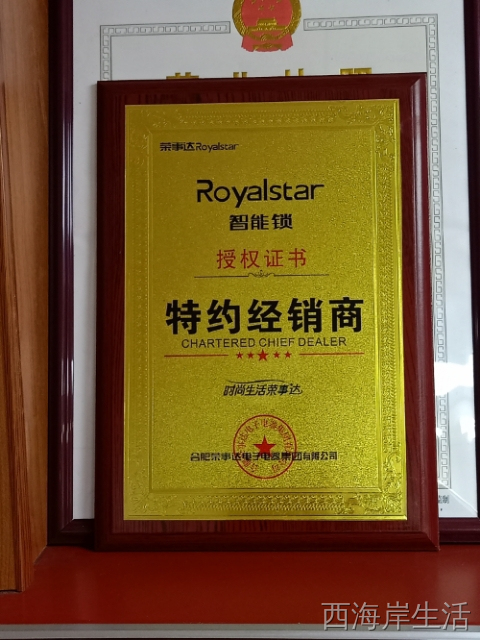 荣事达Royalstar
Royalstar
智能锁
授权证书
特约经销商
CHARTERED CHIEF DEALER
时尚生活荣事达
合肥荣事达电子电器集团有限公司
西海岸生活